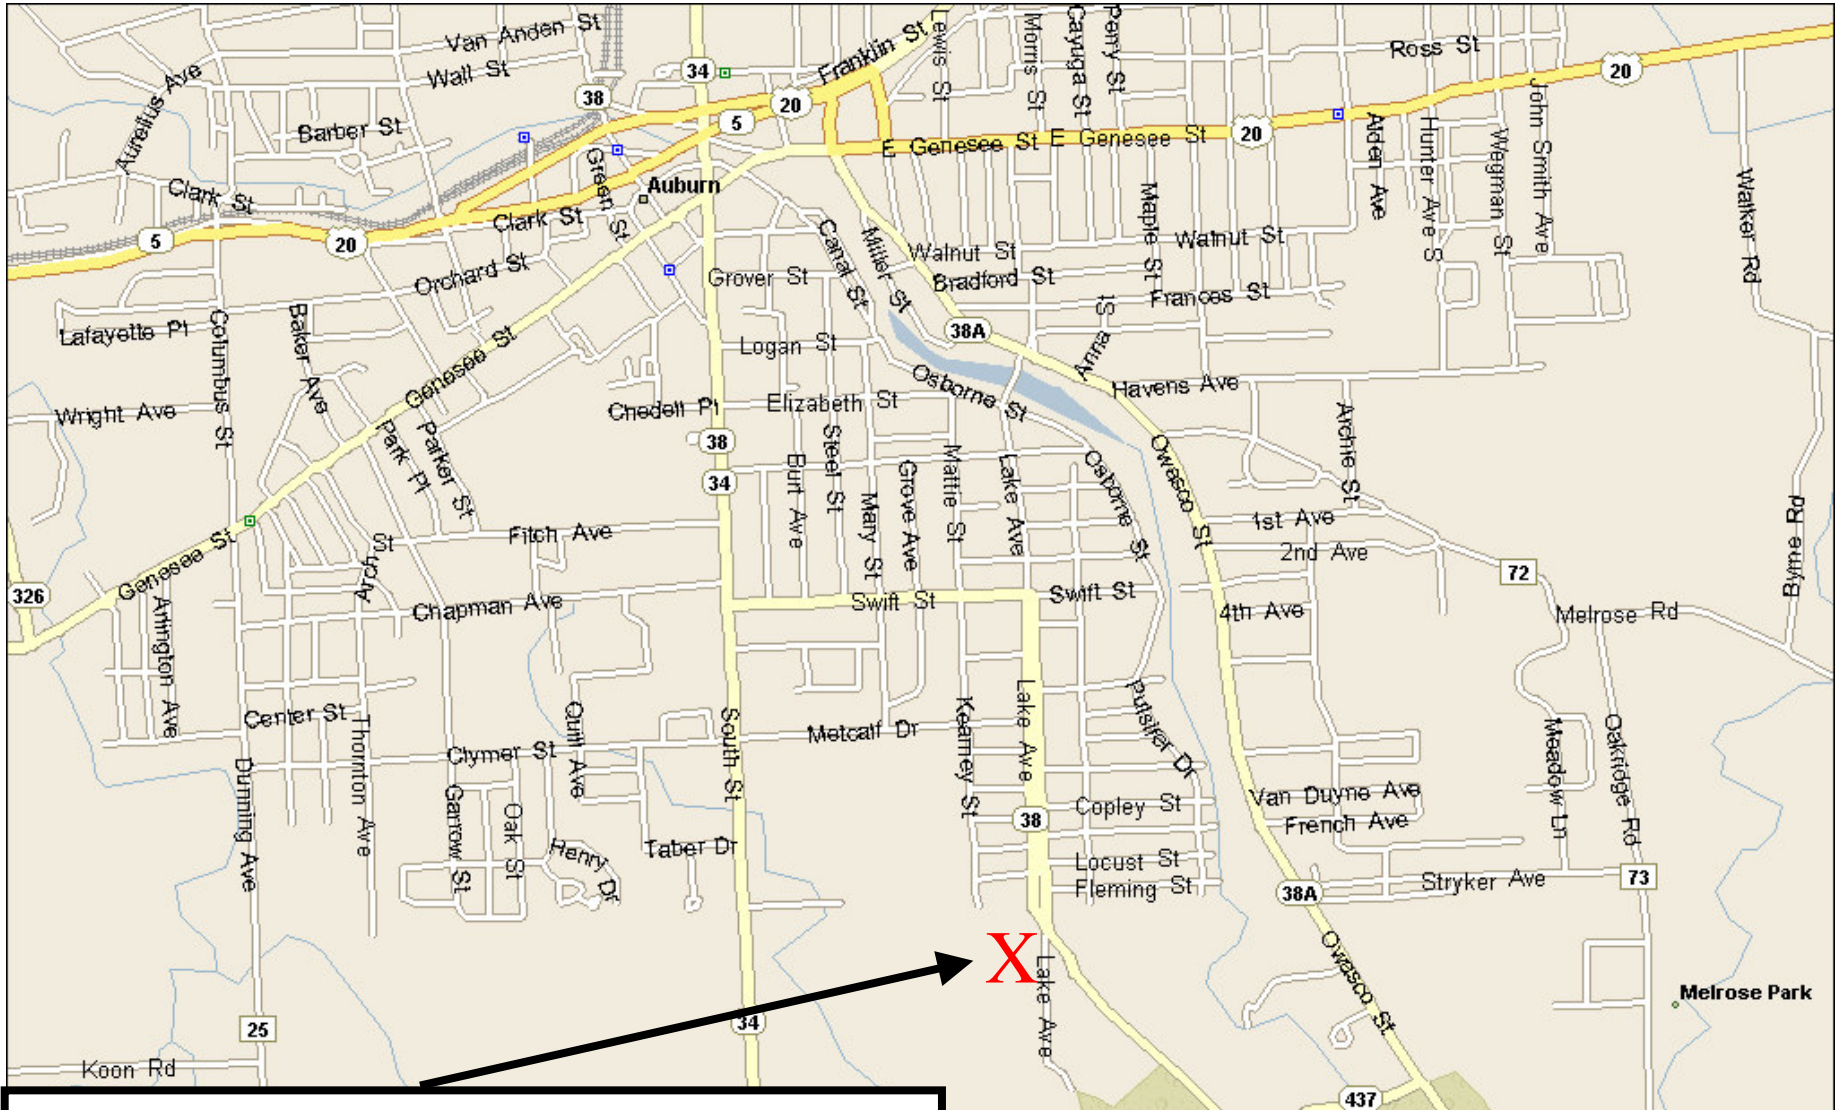 Van Anden St
Wall St
Aurelius Ave
Barber St
Clark St
38
34
Franklin St
20
5
Lewis St
Morris St
Cayuga St
Perry St
Ross St
20
John Smith Ave
E Genesee St
E Genesee St
20
Alden Ave
Hunter Ave S
Wegman St
Walker Rd
Green St
Auburn
Clark St
5
20
Orchard St
Lafayette Pl
Columbus St
Baker Ave
Genesee St
Canal St
Miller St
Grover St
Walnut St
Bradford St
Maple St
Walnut St
Frances St
Anna St
38A
Logan St
Osborne St
Havens Ave
Wright Ave
Park Pl
Parker St
Chedell Pl
Elizabeth St
38
34
Burt Ave
Steel St
Mary St
Grove Ave
Mattie St
Lake Ave
Osborne St
Owasco St
Archie St
1st Ave
2nd Ave
72
Byrne Rd
Fitch Ave
Genesee St
Arch St
326
Arlington Ave
Chapman Ave
Swift St
Swift St
4th Ave
Melrose Rd
Center St
Thornton Ave
Clymer St
Quill Ave
South St
Metcalf Dr
Kearney St
Lake Ave
Pulsifer Dr
Meadow Ln
Oakridge Rd
Dunning Ave
Garrow St
Oak St
Henry Dr
Taber Dr
38
Copley St
Locust St
Fleming St
Van Duyne Ave
French Ave
Stryker Ave
73
38A
X
Lake Ave
Owasco St
Melrose Park
25
34
Koon Rd
437